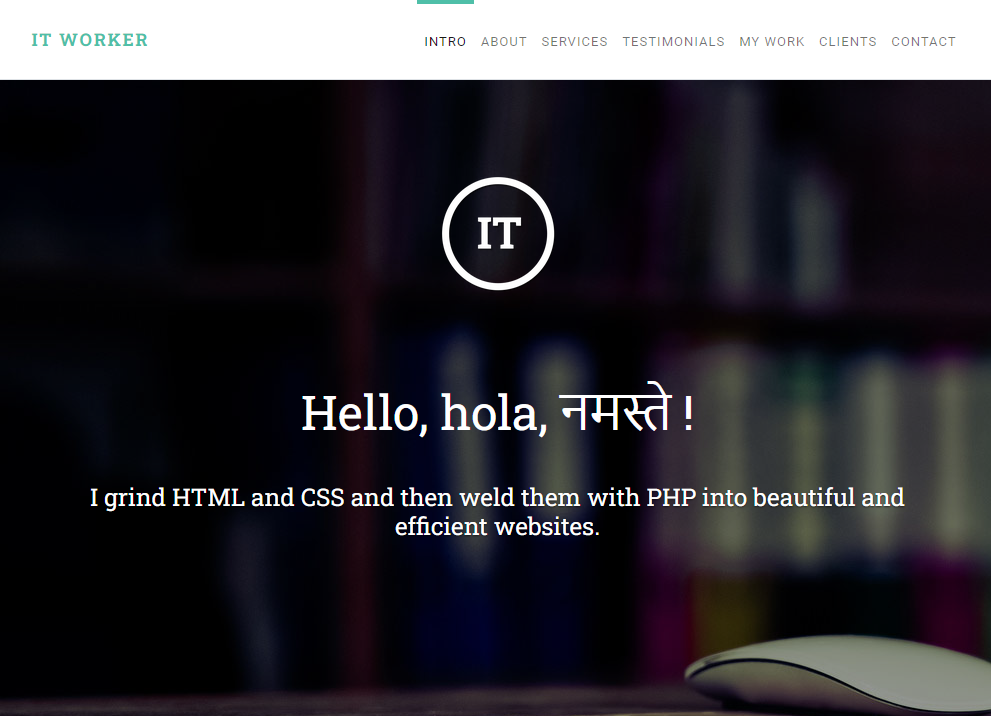 IT WORKER
INTRO ABOUT SERVICES TESTIMONIALS MY WORK CLIENTS CONTACT
IT
Hello, hola, नमस्ते !
I grind HTML and CSS and then weld them with PHP into beautiful and
efficient websites.